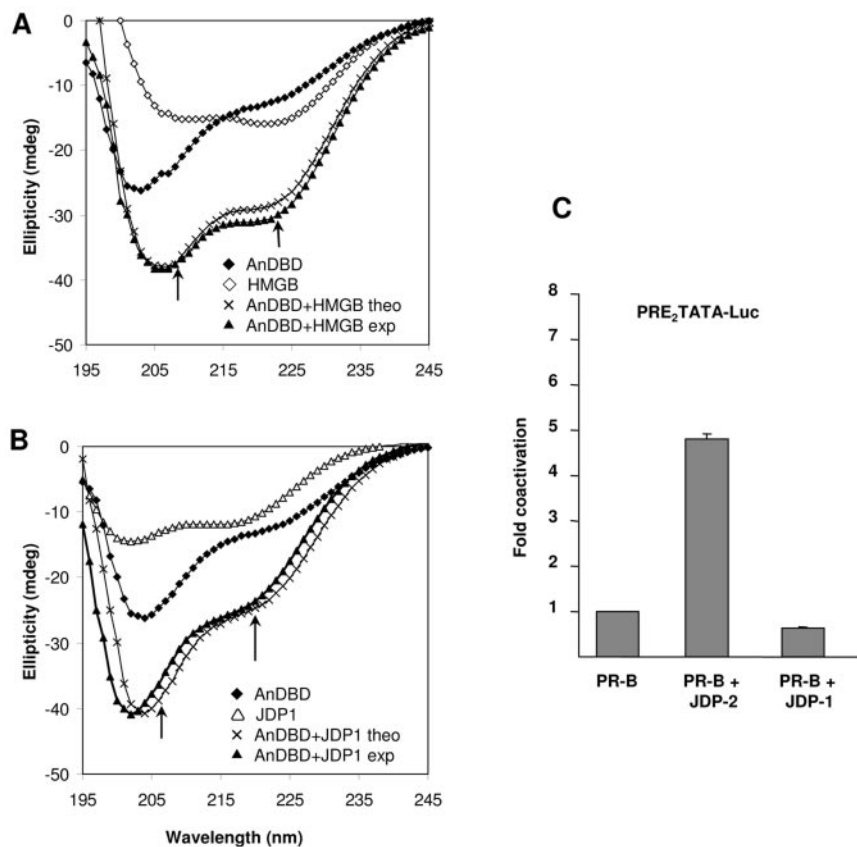 A
0
-10
-20
-30
-40
-50
Ellipticity (mdeg)
195 205 215 225 235 245
AnDBD
HMGB
AnDBD+HMGB theo
AnDBD+HMGB exp
B
0
-10
-20
-30
-40
-50
Ellipticity (mdeg)
195 205 215 225 235 245
AnDBD
JDP1
AnDBD+JDP1 theo
AnDBD+JDP1 exp
Wavelength (nm)
C
PRE₂TATA-Luc
8
7
6
5
4
3
2
1
Fold coactivation
PR-B PR-B + PR-B +
JDP-2 JDP-1